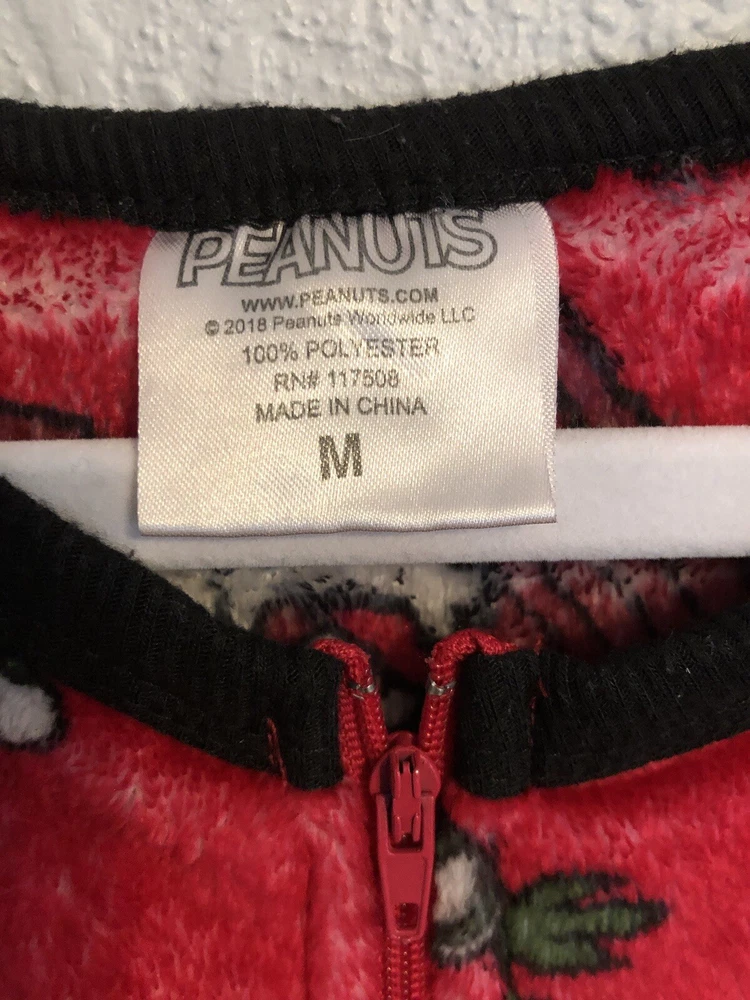 PEANUTS
WWW.PEANUTS.COM
© 2018 Peanuts Worldwide LLC
100% POLYESTER
RN# 117508
MADE IN CHINA
M